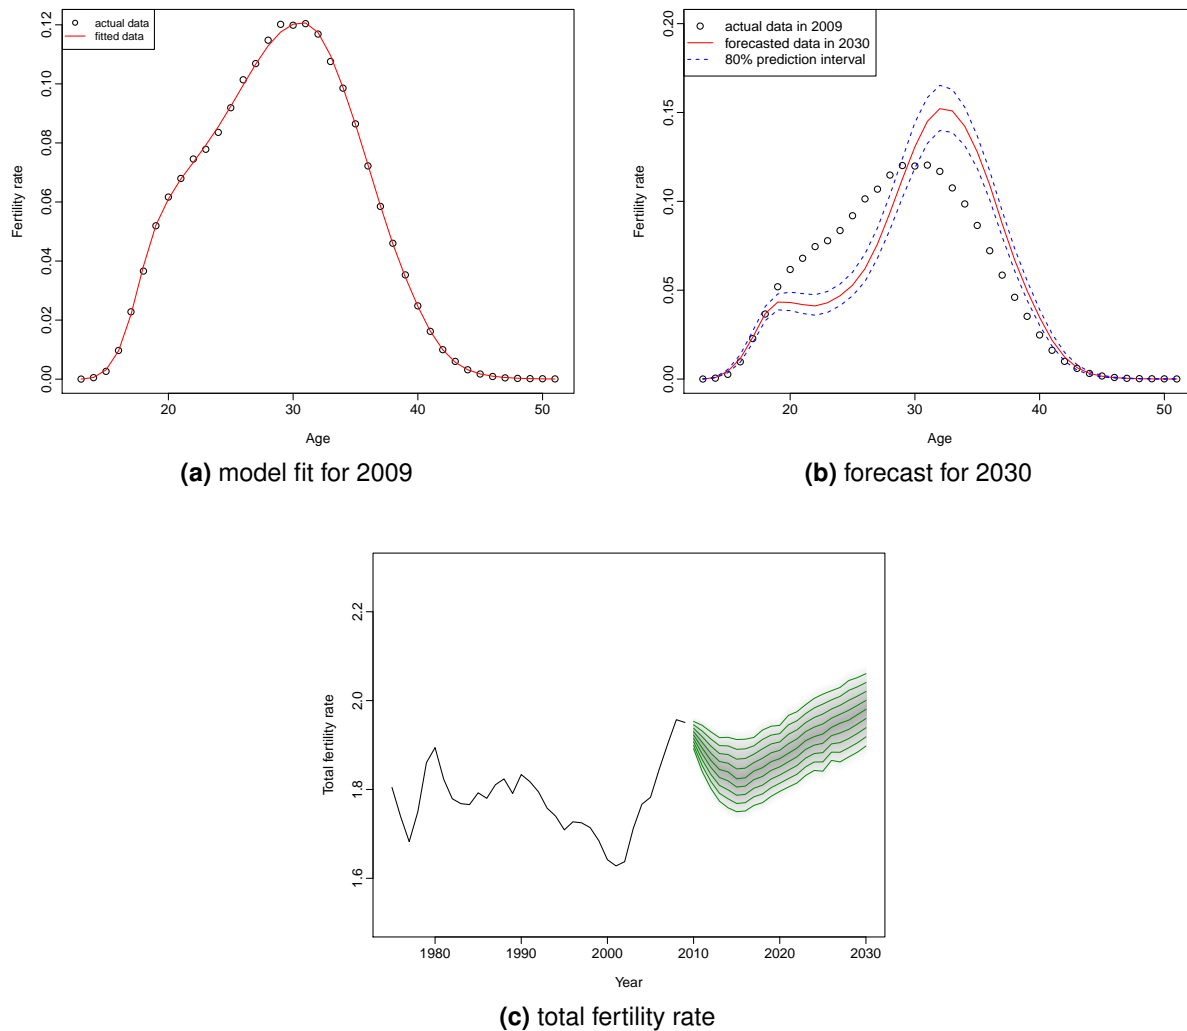 actual data
fitted data
Fertility rate
0.12
0.10
0.08
0.06
0.04
0.02
0.00
20 30 40 50
Age
(a) model fit for 2009
actual data in 2009
forecasted data in 2030
80% prediction interval
Fertility rate
0.20
0.15
0.10
0.05
0.00
20 30 40 50
Age
(b) forecast for 2030
Total fertility rate
2.2
2.0
1.8
1.6
1980 1990 2000 2010 2020 2030
Year
(c) total fertility rate